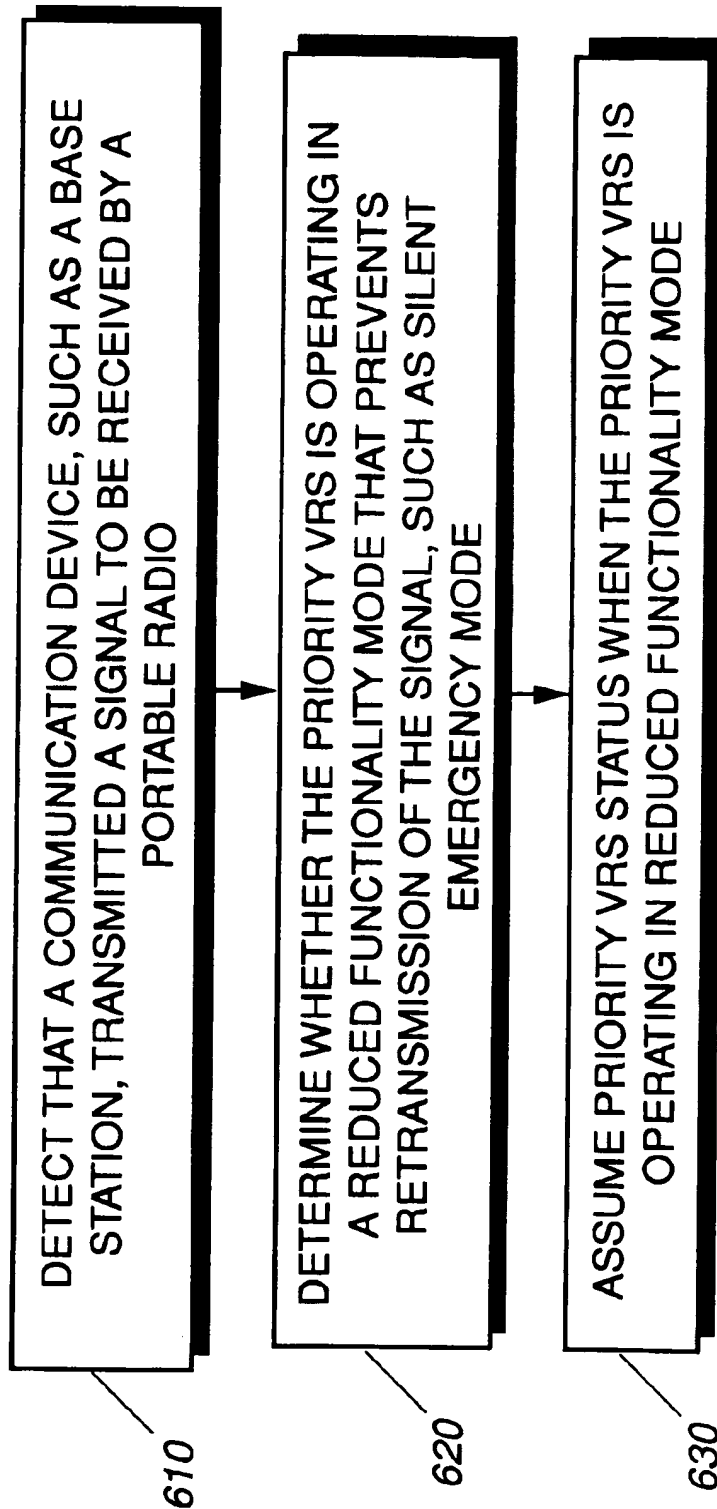 DETECT THAT A COMMUNICATION DEVICE, SUCH AS A BASE
STATION, TRANSMITTED A SIGNAL TO BE RECEIVED BY A
PORTABLE RADIO
610
DETERMINE WHETHER THE PRIORITY VRS IS OPERATING IN
A REDUCED FUNCTIONALITY MODE THAT PREVENTS
RETRANSMISSION OF THE SIGNAL, SUCH AS SILENT
EMERGENCY MODE
620
ASSUME PRIORITY VRS STATUS WHEN THE PRIORITY VRS IS
OPERATING IN REDUCED FUNCTIONALITY MODE
630